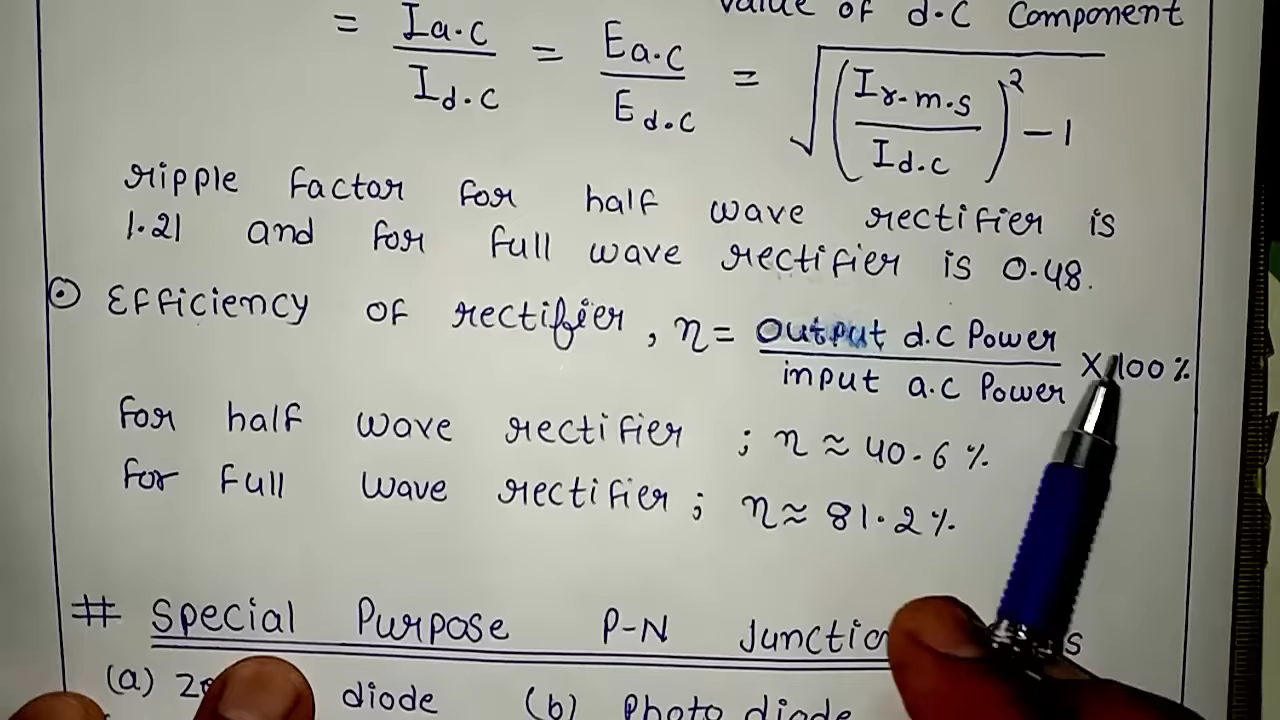 value of d.c component
= Ia.c / Id.c = Ea.c / Ed.c = √((Ir.m.s / Id.c)² - 1)
ripple factor for half wave rectifier is
1.21 and for full wave rectifier is 0.48.
Efficiency of rectifier, η = output d.c Power / input a.c Power × 100%
for half wave rectifier ; η ≈ 40.6 %
for full wave rectifier ; η ≈ 81.2 %
# Special Purpose P-N
(a) diode (b) Photo diode